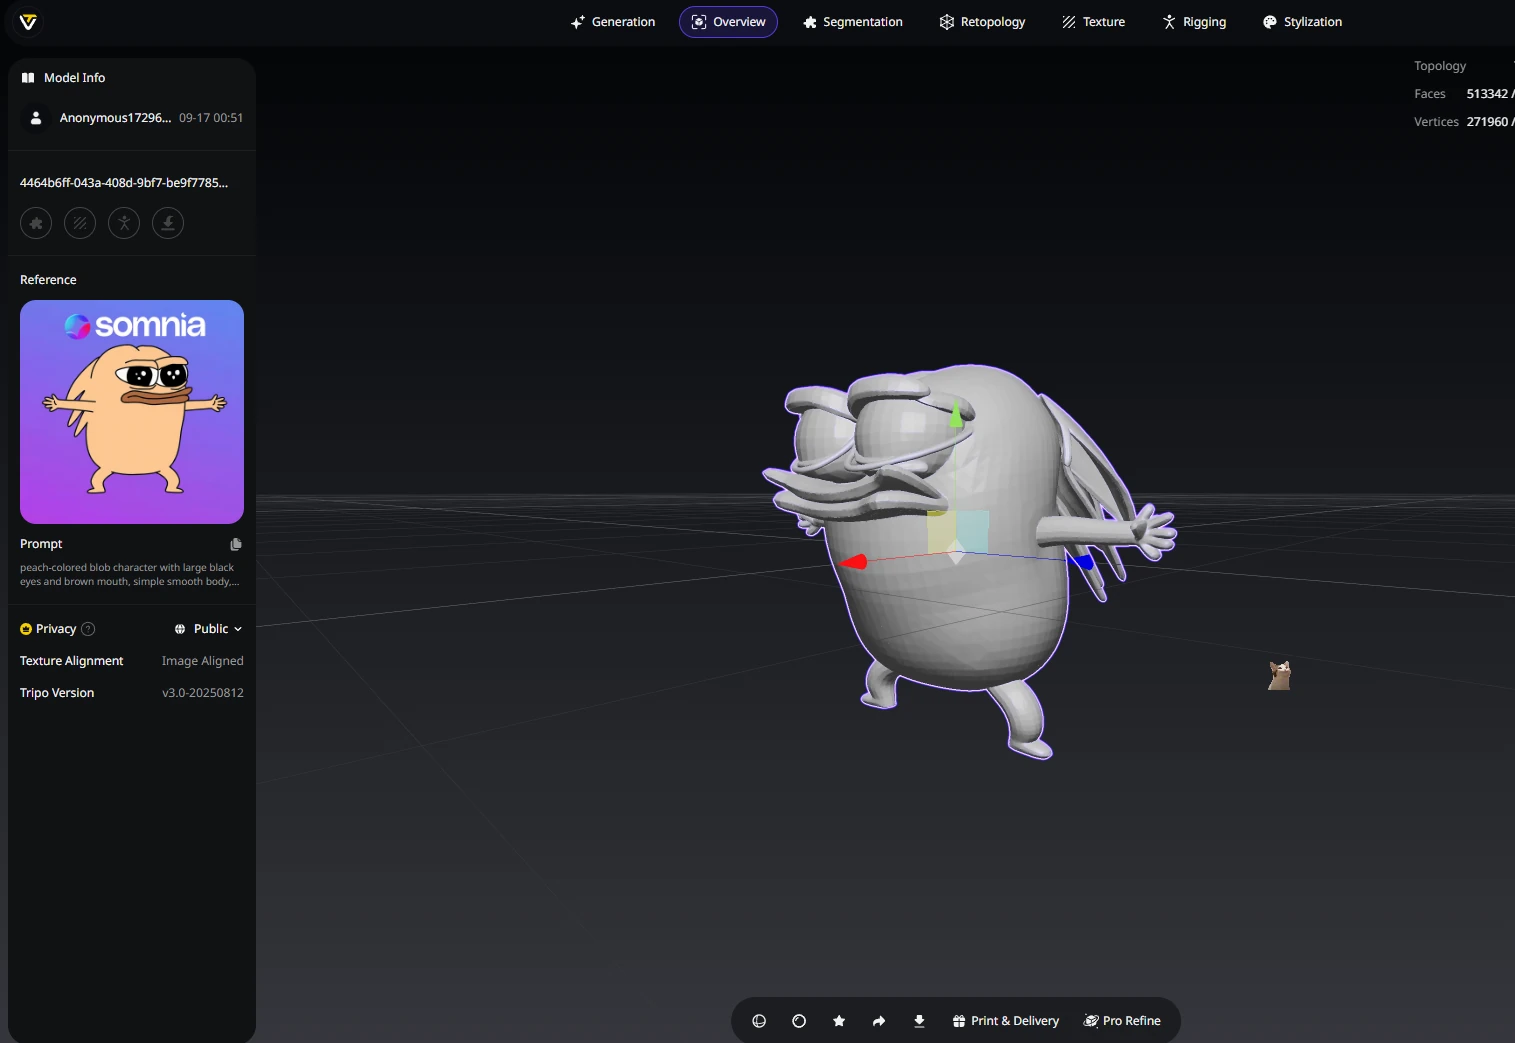 Generation
Overview
Segmentation
Retopology
Texture
Rigging
Stylization
Model Info
Anonymous17296... 09-17 00:51
4464b6ff-043a-408d-9bf7-be9f7785...
Reference
somnia
Prompt
peach-colored blob character with large black
eyes and brown mouth, simple smooth body,...
Privacy ? Public
Texture Alignment Image Aligned
Tripo Version v3.0-20250812
Topology
Faces 513342 /
Vertices 271960 /
Print & Delivery
Pro Refine